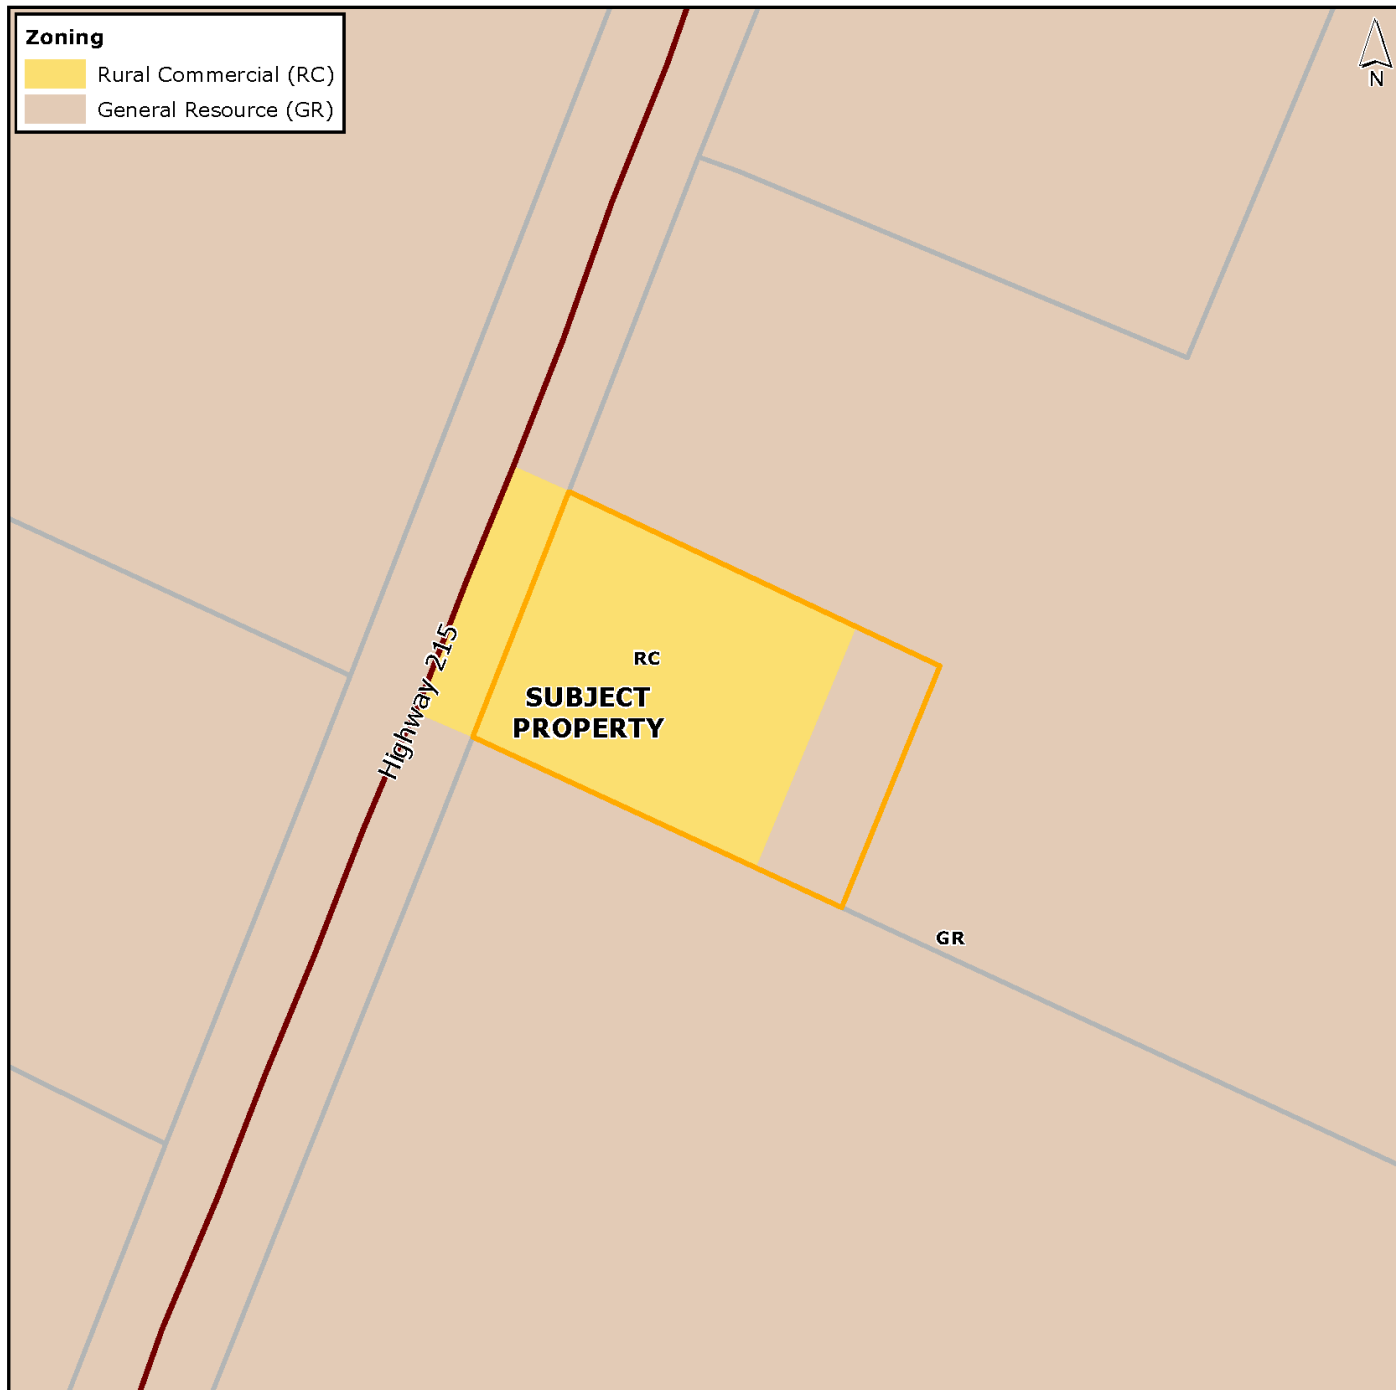 Zoning
Rural Commercial (RC)
General Resource (GR)
N
Highway 215
RC
SUBJECT
PROPERTY
GR